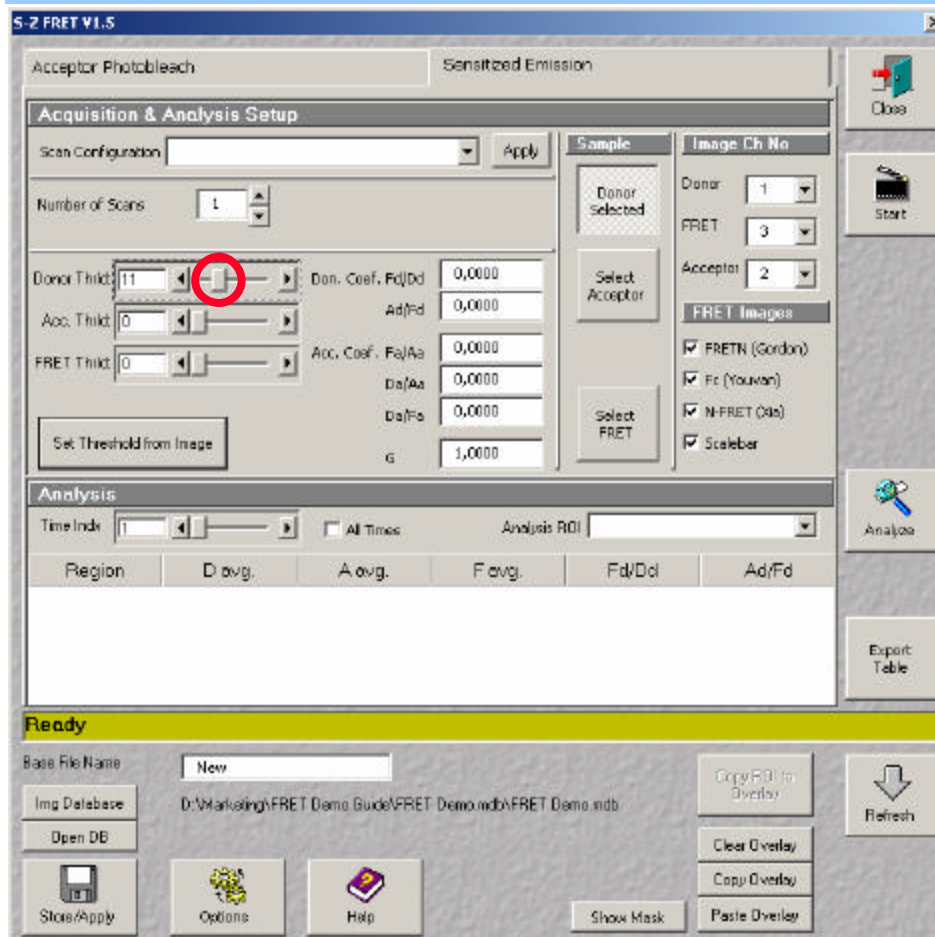 S-Z FRET V1.5
Acceptor Photobleach
Sensitized Emission
Close
Acquisition & Analysis Setup
Scan Configuration
Apply
Sample
Image Ch No
Number of Scans 1
Donor Selected
Donor 1
FRET 3
Acceptor 2
Start
Donor Thkt 11
Acc. Thkt 0
FRET Thkt 0
Set Threshold from Image
Don. Coef. Fd/Dd 0,0000
Ad/Fd 0,0000
Acc. Coef. Fa/Aa 0,0000
Da/Aa 0,0000
Da/Fa 0,0000
G 1,0000
Select Acceptor
Select FRET
FRET Images
FRETN (Gordon)
Fc (Youvan)
N-FRET (Xia)
Scalebar
Analysis
Time Indx 1
All Times
Analysis ROI
Analyze
Region D avg. A avg. F avg. Fd/Dd Ad/Fd
Export Table
Ready
Base File Name New
Img Database
D:\Marketing\FRET Demo Guide\FRET Demo.mdb\FRET Demo.mdb
Open DB
Copy ROI to Overlay
Refresh
Clear Overlay
Copy Overlay
Store/Apply
Options
Help
Show Mask
Paste Overlay